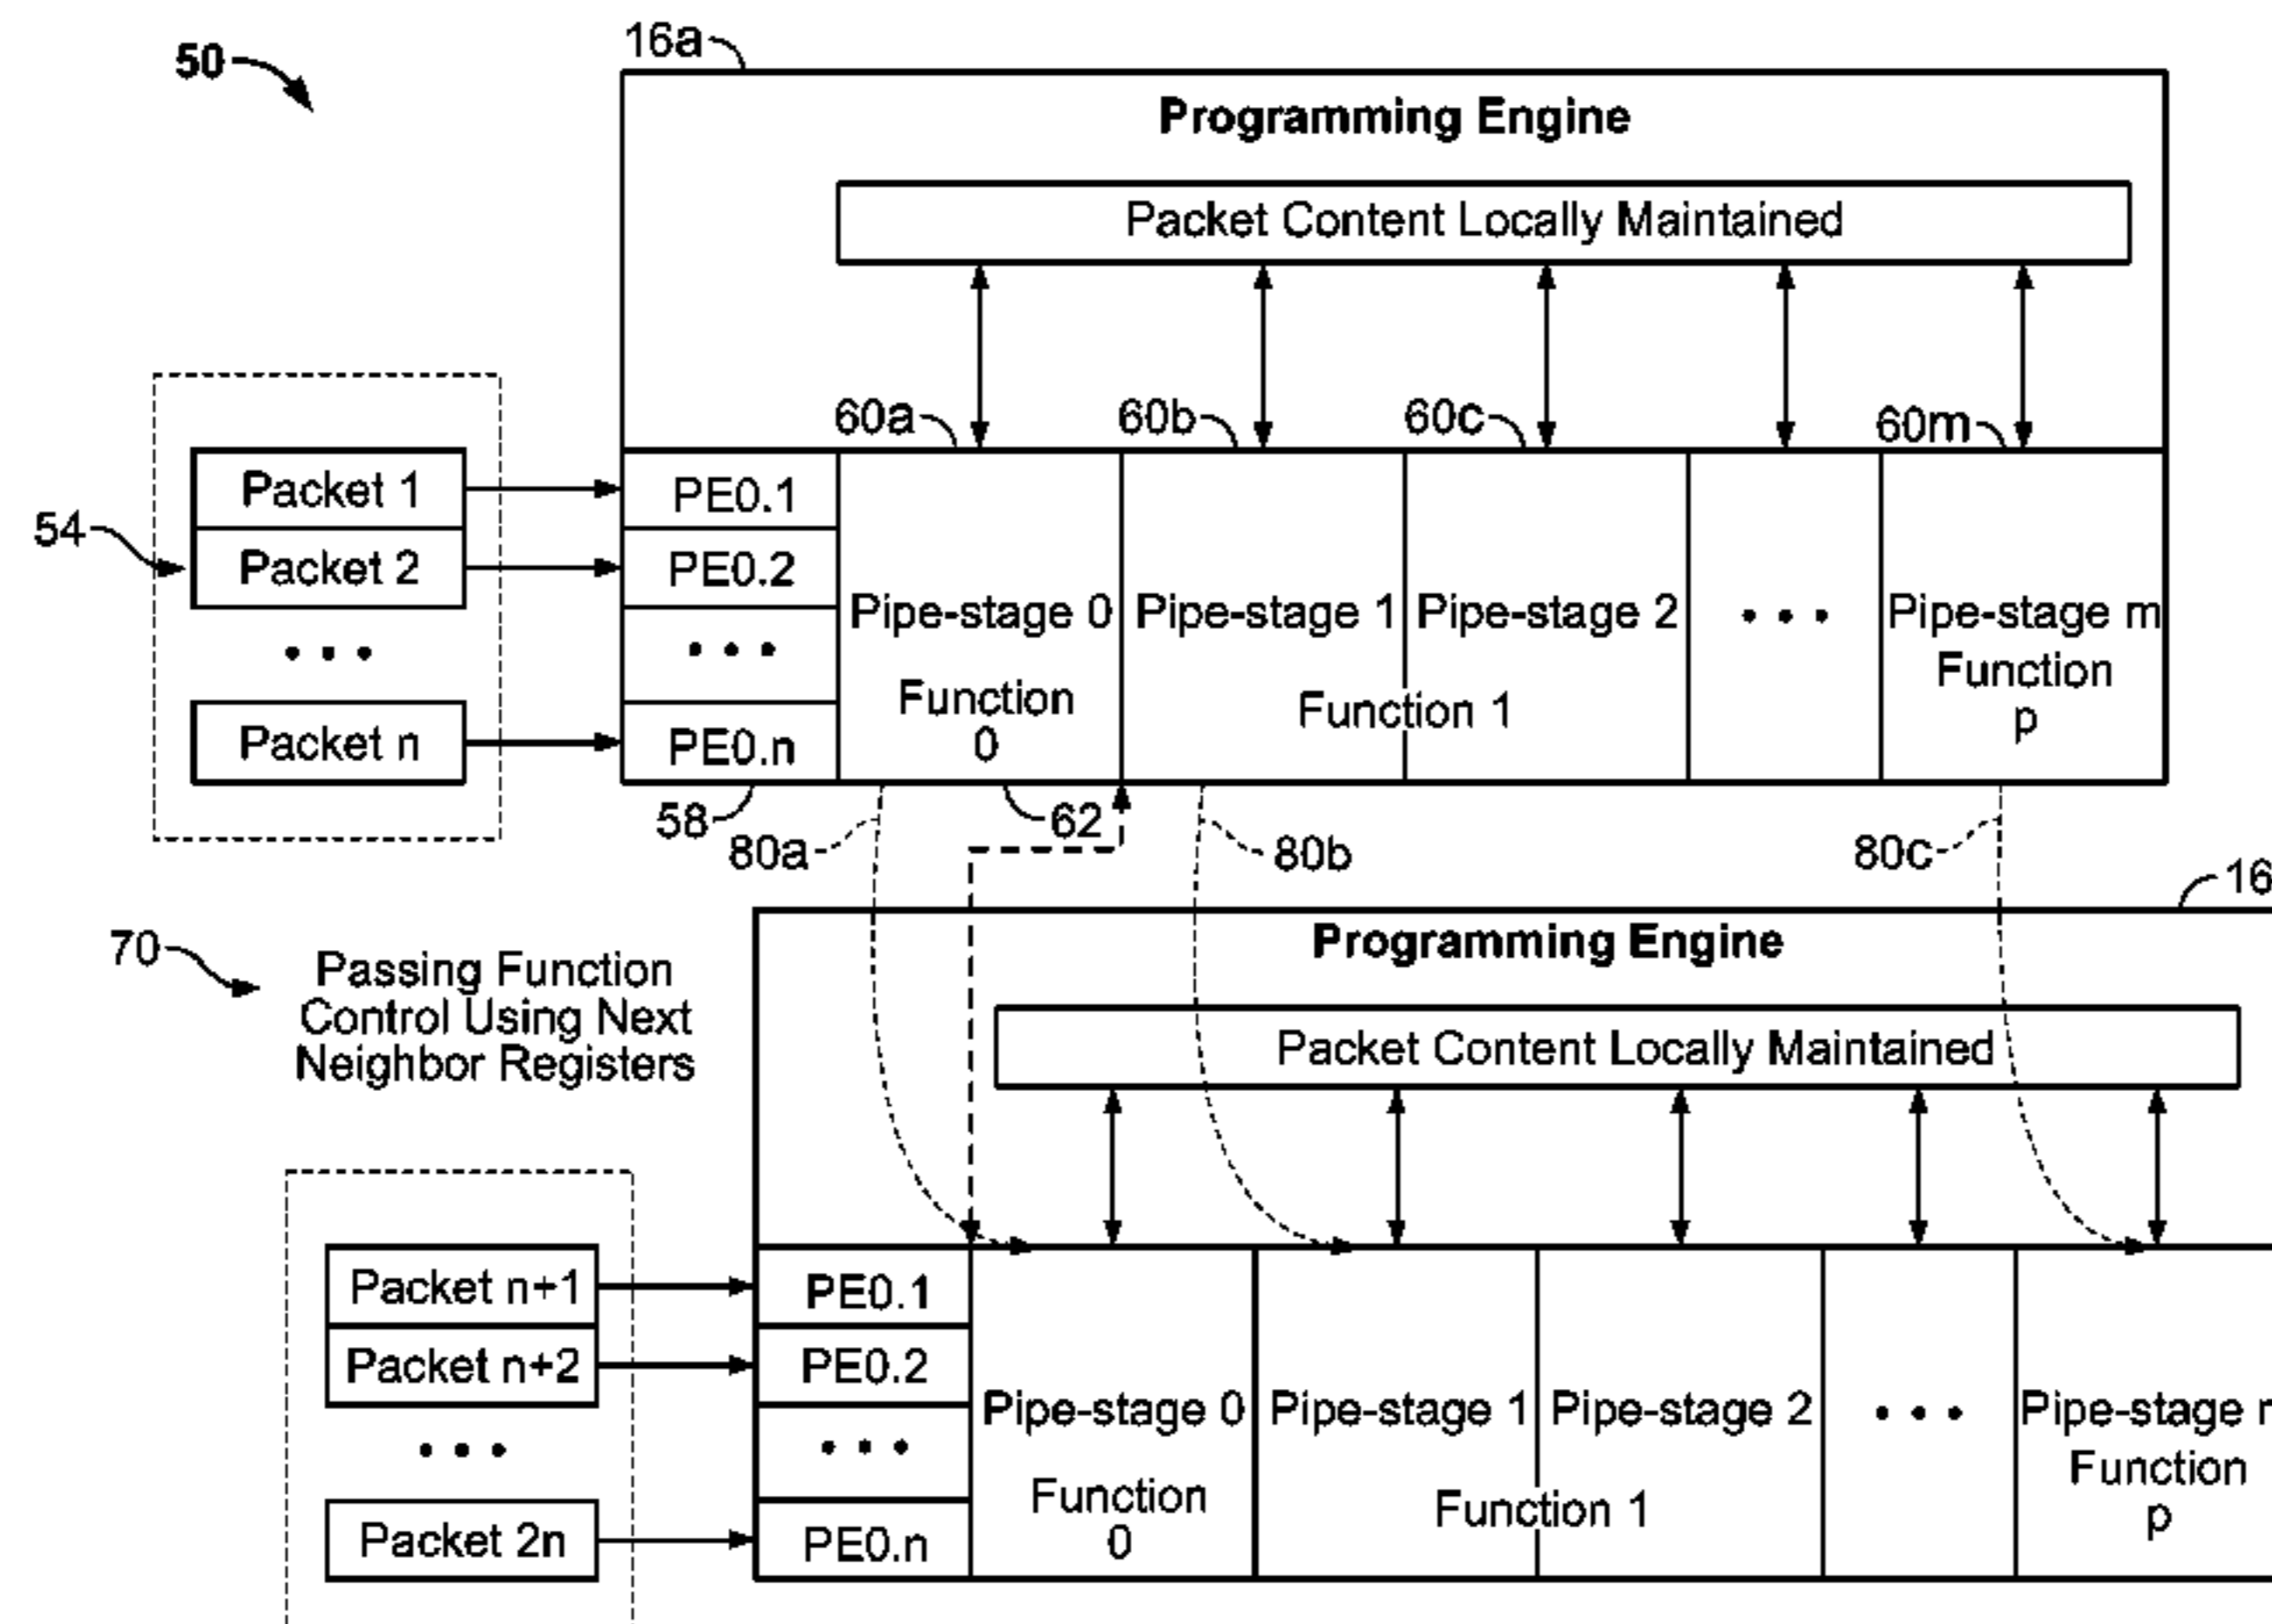 50
16a
Programming Engine
Packet Content Locally Maintained
60a
60b
60c
60m
54
Packet 1
Packet 2
• • •
Packet n
PE0.1
PE0.2
• • •
PE0.n
Pipe-stage 0
Function
0
Pipe-stage 1
Pipe-stage 2
Function 1
• • •
Pipe-stage m
Function
p
58
62
80a
80b
80c
16
70
Passing Function
Control Using Next
Neighbor Registers
Programming Engine
Packet Content Locally Maintained
Packet n+1
Packet n+2
• • •
Packet 2n
PE0.1
PE0.2
• • •
PE0.n
Pipe-stage 0
Function
0
Pipe-stage 1
Pipe-stage 2
Function 1
• • •
Pipe-stage
Function
p